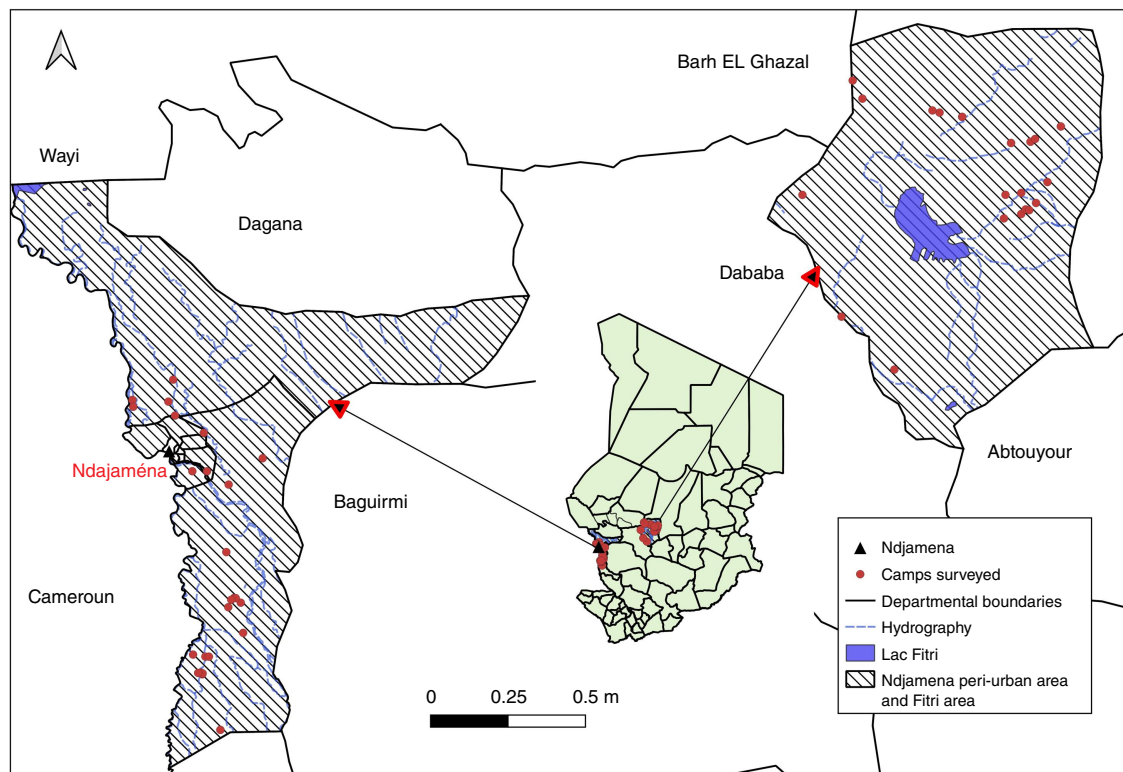 Barh EL Ghazal
Wayi
Dagana
Dababa
Ndajaména
Baguirmi
Abtouyour
Cameroun
0 0.25 0.5 m
Ndjamena
Camps surveyed
Departmental boundaries
Hydrography
Lac Fitri
Ndjamena peri-urban area
and Fitri area